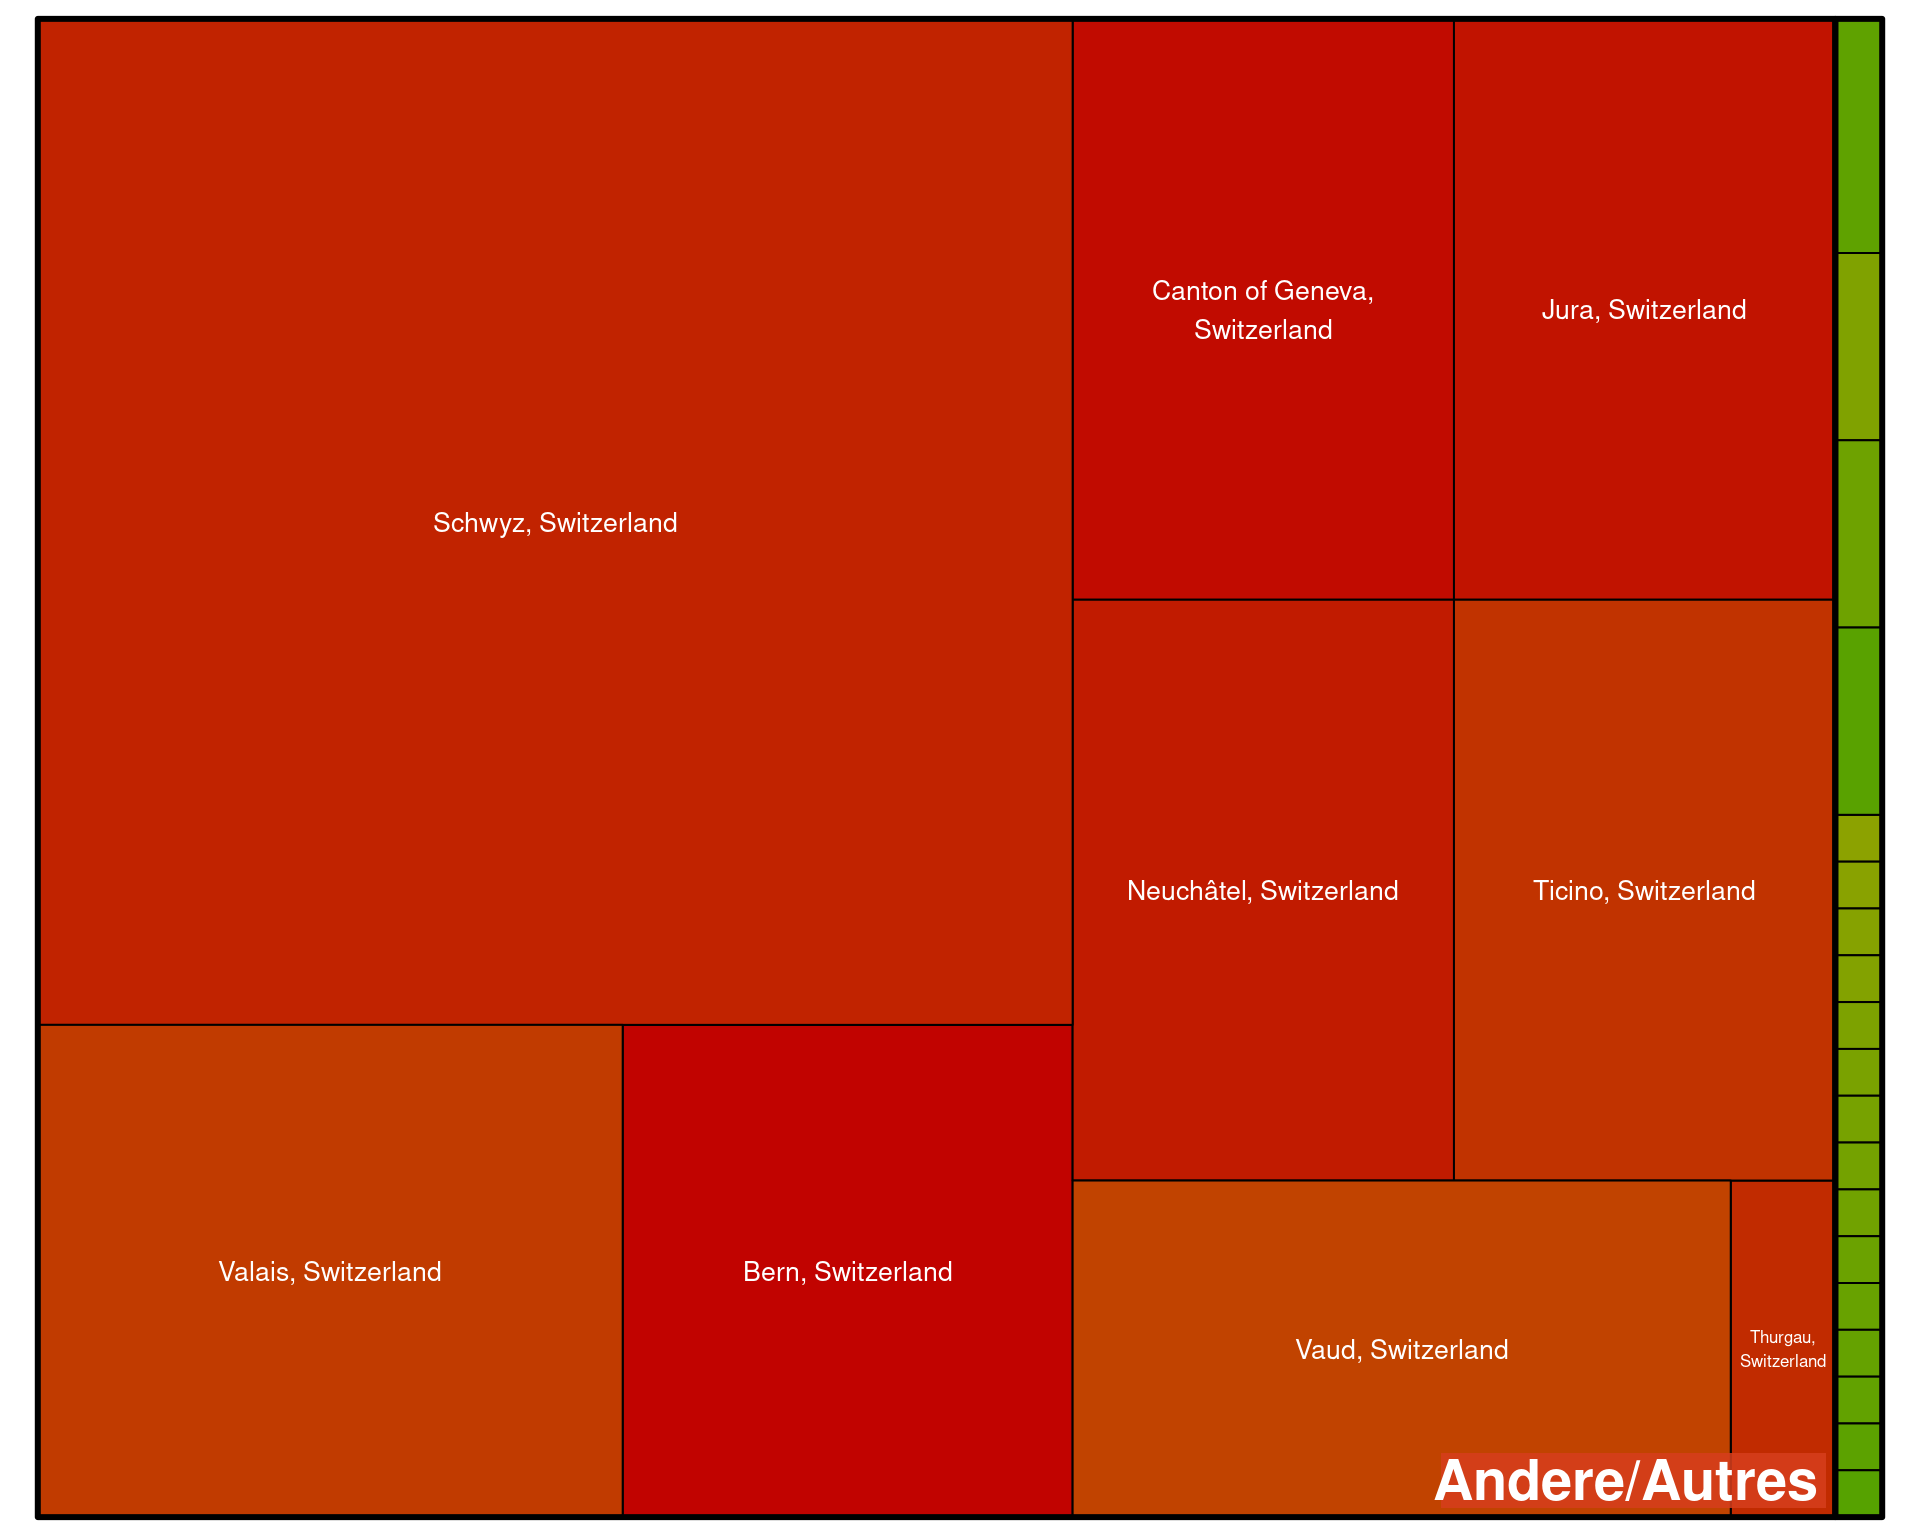 Canton of Geneva,
Switzerland
Jura, Switzerland
Schwyz, Switzerland
Neuchâtel, Switzerland
Ticino, Switzerland
Valais, Switzerland
Bern, Switzerland
Vaud, Switzerland
Thurgau,
Switzerland
Andere/Autres